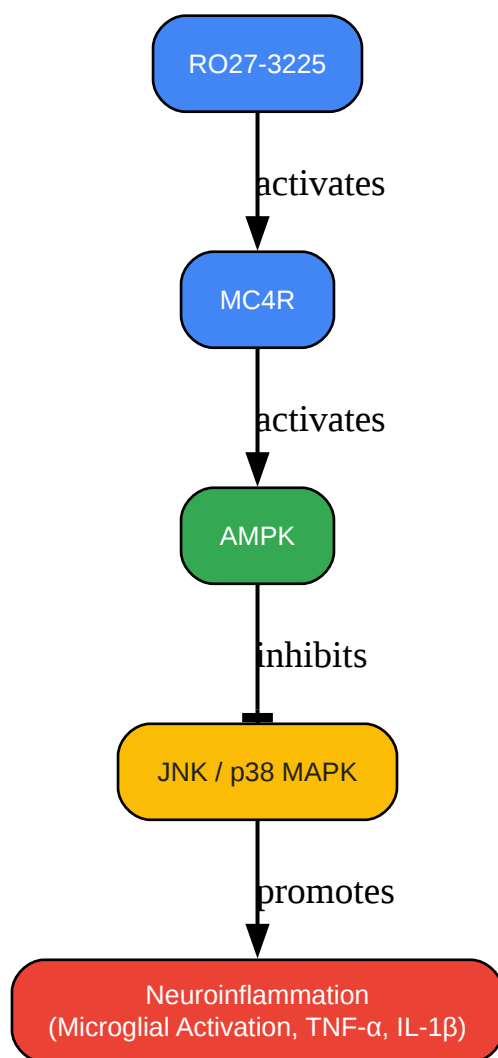 RO27-3225
activates
MC4R
activates
AMPK
inhibits
JNK / p38 MAPK
promotes
Neuroinflammation
(Microglial Activation, TNF-α, IL-1β)